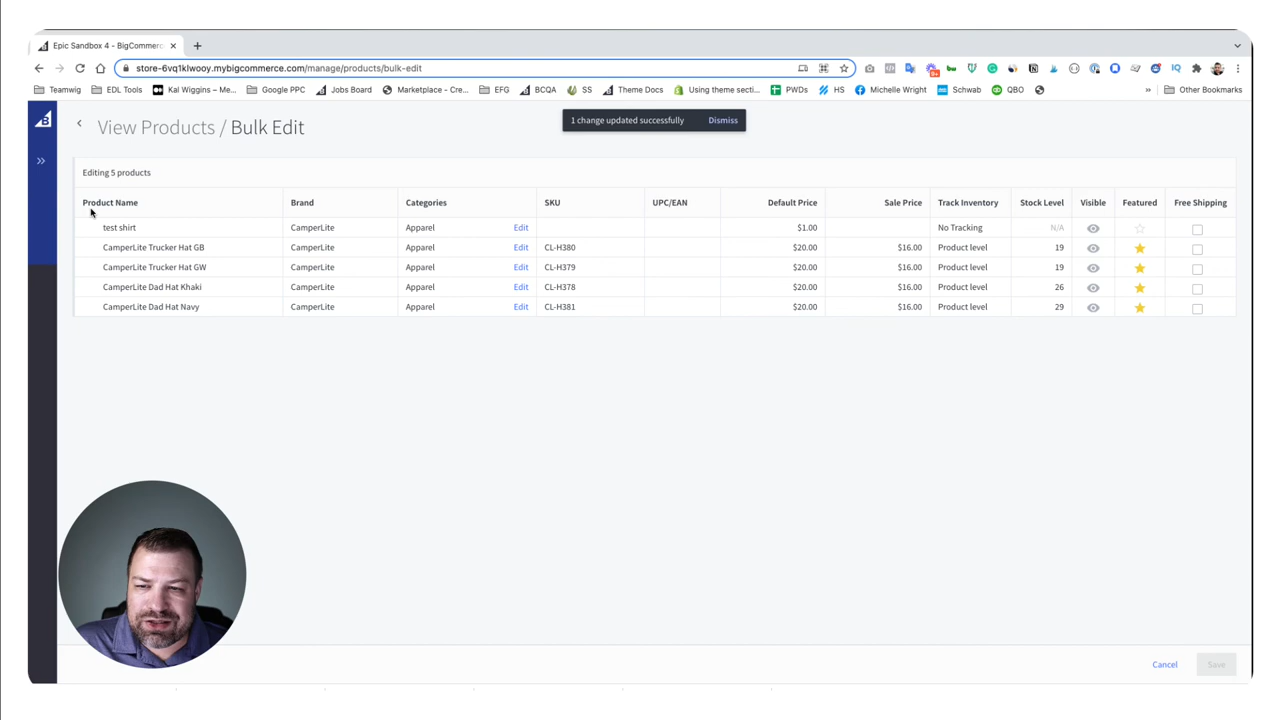 Epic Sandbox 4 - BigCommerc
store-6vq1klwooy.mybigcommerce.com/manage/products/bulk-edit
Teamwig EDL Tools Kal Wiggins – Me... Google PPC Jobs Board Marketplace - Cre... EFG BCQA SS Theme Docs Using theme secti... PWDs HS Michelle Wright Schwab QBO » Other Bookmarks
View Products / Bulk Edit
1 change updated successfully Dismiss
Editing 5 products
Product Name Brand Categories SKU UPC/EAN Default Price Sale Price Track Inventory Stock Level Visible Featured Free Shipping
test shirt CamperLite Apparel Edit $1.00 No Tracking N/A
CamperLite Trucker Hat GB CamperLite Apparel Edit CL-H380 $20.00 $16.00 Product level 19
CamperLite Trucker Hat GW CamperLite Apparel Edit CL-H379 $20.00 $16.00 Product level 19
CamperLite Dad Hat Khaki CamperLite Apparel Edit CL-H378 $20.00 $16.00 Product level 26
CamperLite Dad Hat Navy CamperLite Apparel Edit CL-H381 $20.00 $16.00 Product level 29
Cancel Save